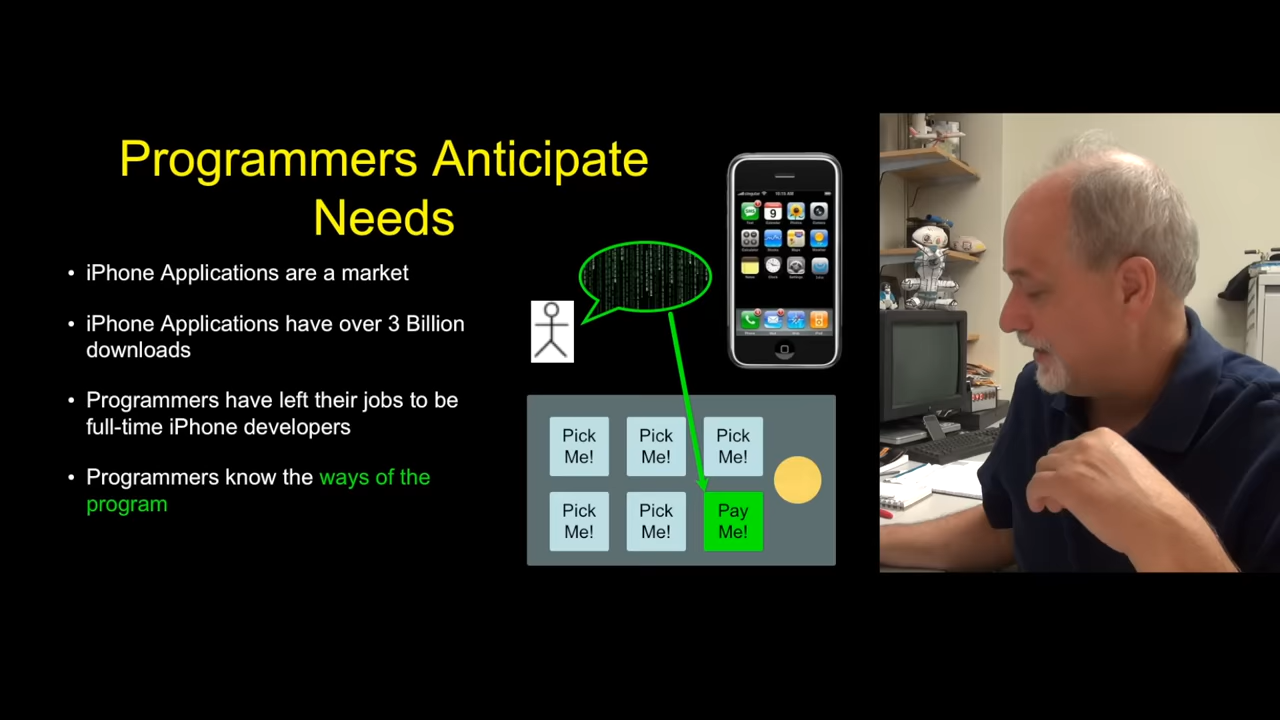 Programmers Anticipate
Needs
• iPhone Applications are a market
• iPhone Applications have over 3 Billion
downloads
• Programmers have left their jobs to be
full-time iPhone developers
• Programmers know the ways of the
program
9
Pick
Me!
Pick
Me!
Pick
Me!
Pick
Me!
Pick
Me!
Pay
Me!